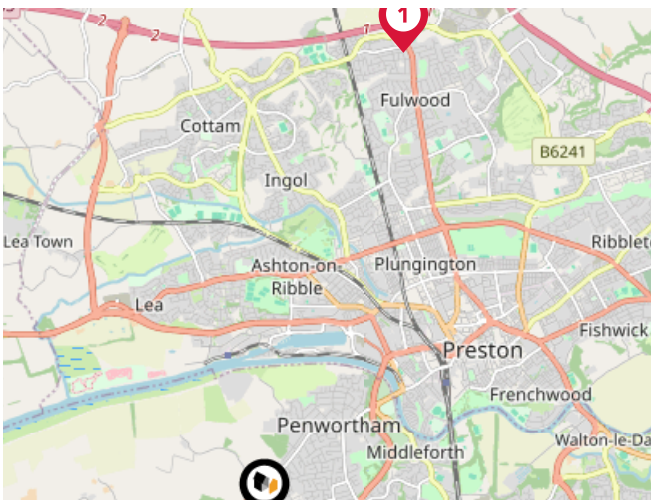 2
2
1
1
Fulwood
Cottam
B6241
Ingol
Lea Town
Ribblet
Ashton-on-
Ribble
Plungington
Lea
Fishwick
Preston
Frenchwood
Penwortham
Walton-le-Da
Middleforth